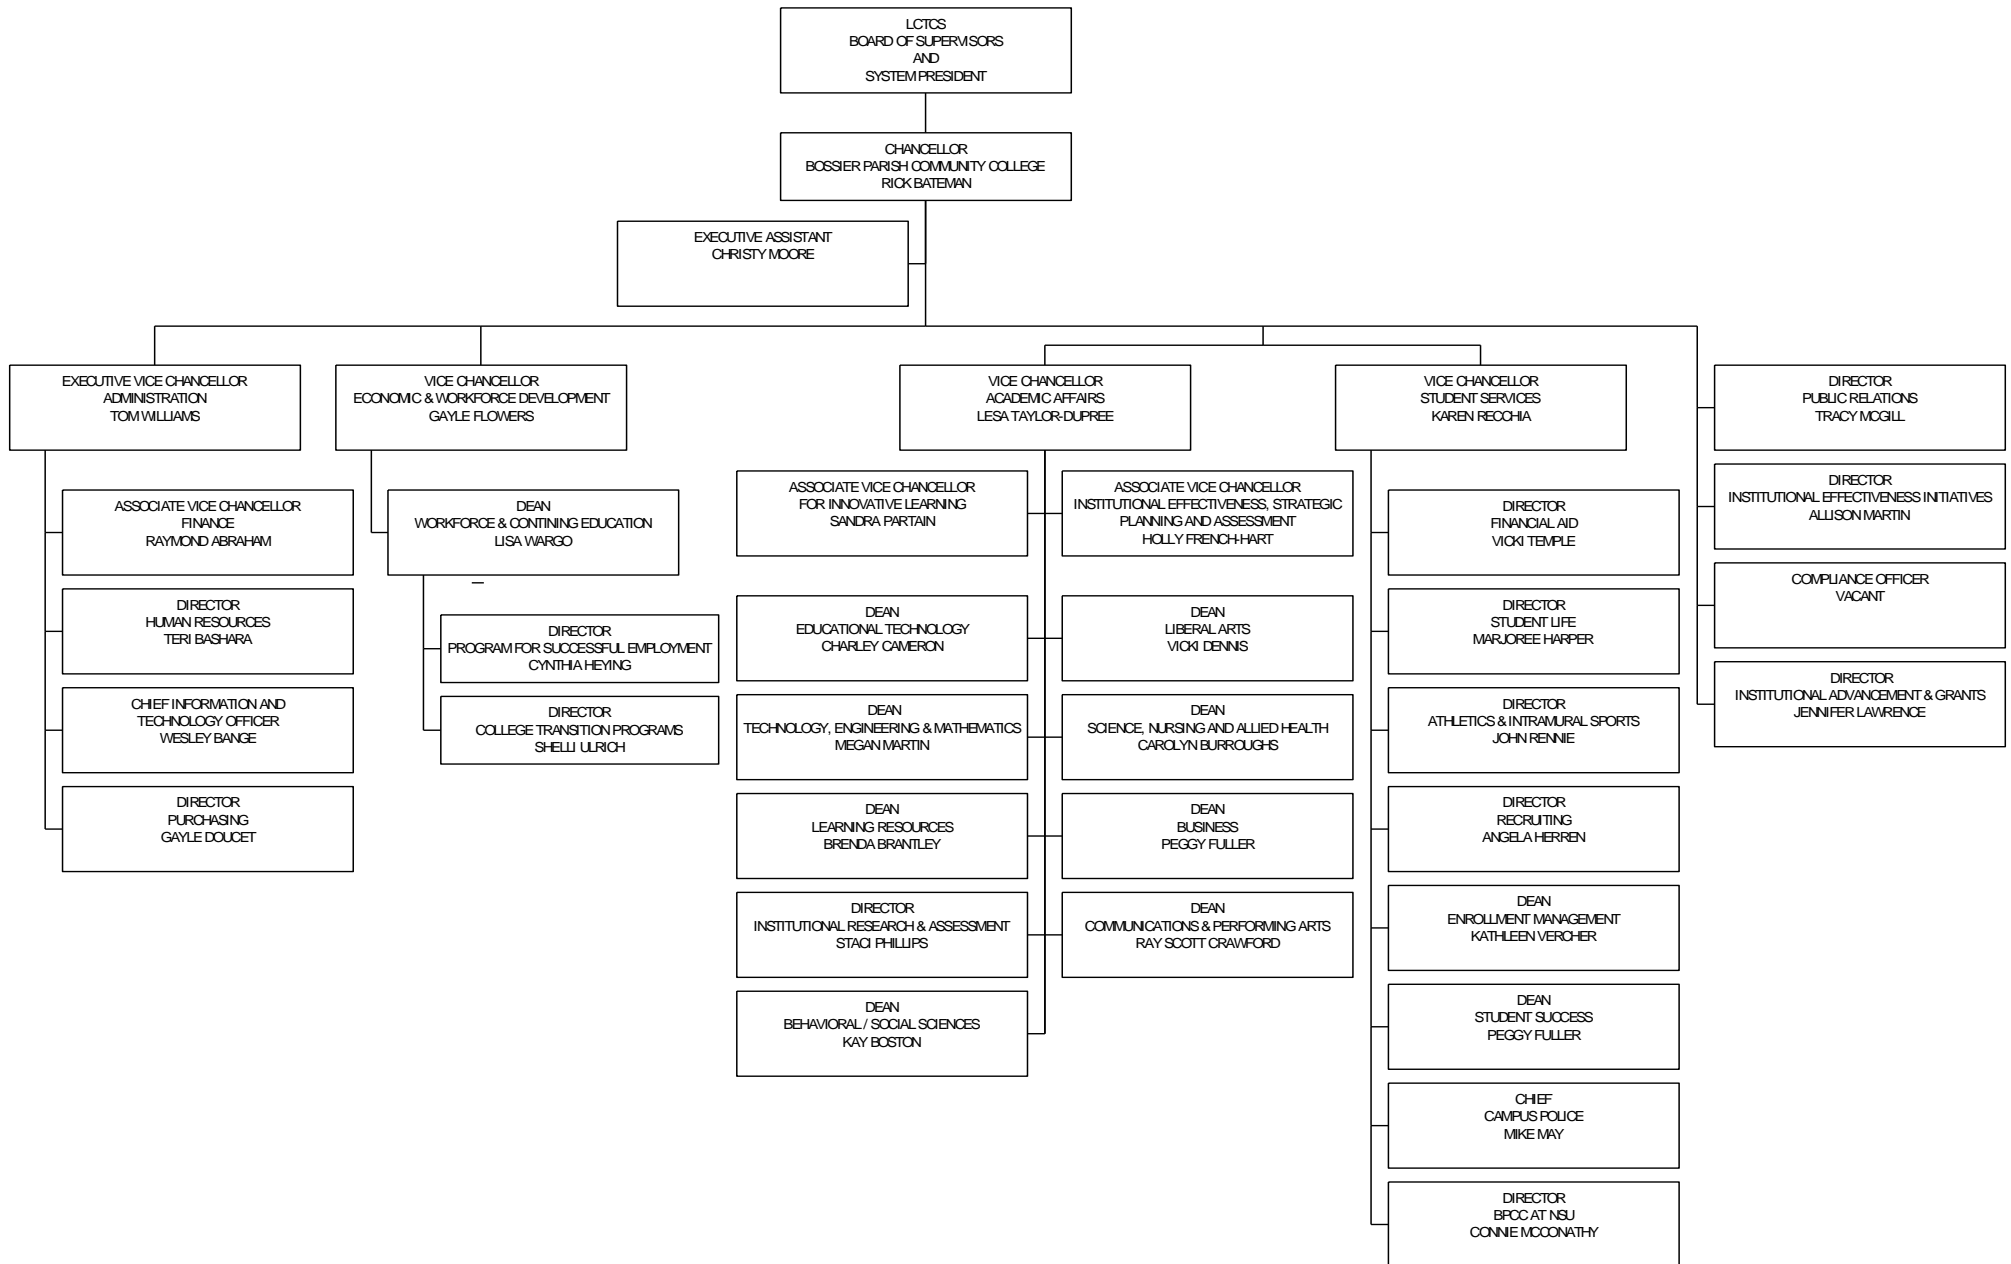 LCTCS
BOARD OF SUPERVISORS
AND
SYSTEM PRESIDENT
CHANCELLOR
BOSSIER PARISH COMMUNITY COLLEGE
RICK BATEMAN
EXECUTIVE ASSISTANT
CHRISTY MOORE
EXECUTIVE VICE CHANCELLOR
ADMINISTRATION
TOM WILLIAMS
ASSOCIATE VICE CHANCELLOR
FINANCE
RAYMOND ABRAHAM
DIRECTOR
HUMAN RESOURCES
TERI BASHARA
CHIEF INFORMATION AND
TECHNOLOGY OFFICER
WESLEY BANGE
DIRECTOR
PURCHASING
GAYLE DOUCET
VICE CHANCELLOR
ECONOMIC & WORKFORCE DEVELOPMENT
GAYLE FLOWERS
DEAN
WORKFORCE & CONTINING EDUCATION
LISA WARGO
DIRECTOR
PROGRAM FOR SUCCESSFUL EMPLOYMENT
CYNTHIA HEYING
DIRECTOR
COLLEGE TRANSITION PROGRAMS
SHELLI ULRICH
VICE CHANCELLOR
ACADEMIC AFFAIRS
LESA TAYLOR-DUPREE
ASSOCIATE VICE CHANCELLOR
FOR INNOVATIVE LEARNING
SANDRA PARTAIN
ASSOCIATE VICE CHANCELLOR
INSTITUTIONAL EFFECTIVENESS, STRATEGIC
PLANNING AND ASSESSMENT
HOLLY FRENCH-HART
DEAN
EDUCATIONAL TECHNOLOGY
CHARLEY CAMERON
DEAN
LIBERAL ARTS
VICKI DENNIS
DEAN
TECHNOLOGY, ENGINEERING & MATHEMATICS
MEGAN MARTIN
DEAN
SCIENCE, NURSING AND ALLIED HEALTH
CAROLYN BURROUGHS
DEAN
LEARNING RESOURCES
BRENDA BRANTLEY
DEAN
BUSINESS
PEGGY FULLER
DIRECTOR
INSTITUTIONAL RESEARCH & ASSESSMENT
STACI PHILLIPS
DEAN
COMMUNICATIONS & PERFORMING ARTS
RAY SCOTT CRAWFORD
DEAN
BEHAVIORAL / SOCIAL SCIENCES
KAY BOSTON
VICE CHANCELLOR
STUDENT SERVICES
KAREN RECCHIA
DIRECTOR
FINANCIAL AID
VICKI TEMPLE
DIRECTOR
STUDENT LIFE
MARJOREE HARPER
DIRECTOR
ATHLETICS & INTRAMURAL SPORTS
JOHN RENNIE
DIRECTOR
RECRUITING
ANGELA HERREN
DEAN
ENROLLMENT MANAGEMENT
KATHLEEN VERCHER
DEAN
STUDENT SUCCESS
PEGGY FULLER
CHIEF
CAMPUS POLICE
MIKE MAY
DIRECTOR
BPCC AT NSU
CONNIE MCCONATHY
DIRECTOR
PUBLIC RELATIONS
TRACY MCGILL
DIRECTOR
INSTITUTIONAL EFFECTIVENESS INITIATIVES
ALLISON MARTIN
COMPLIANCE OFFICER
VACANT
DIRECTOR
INSTITUTIONAL ADVANCEMENT & GRANTS
JENNIFER LAWRENCE